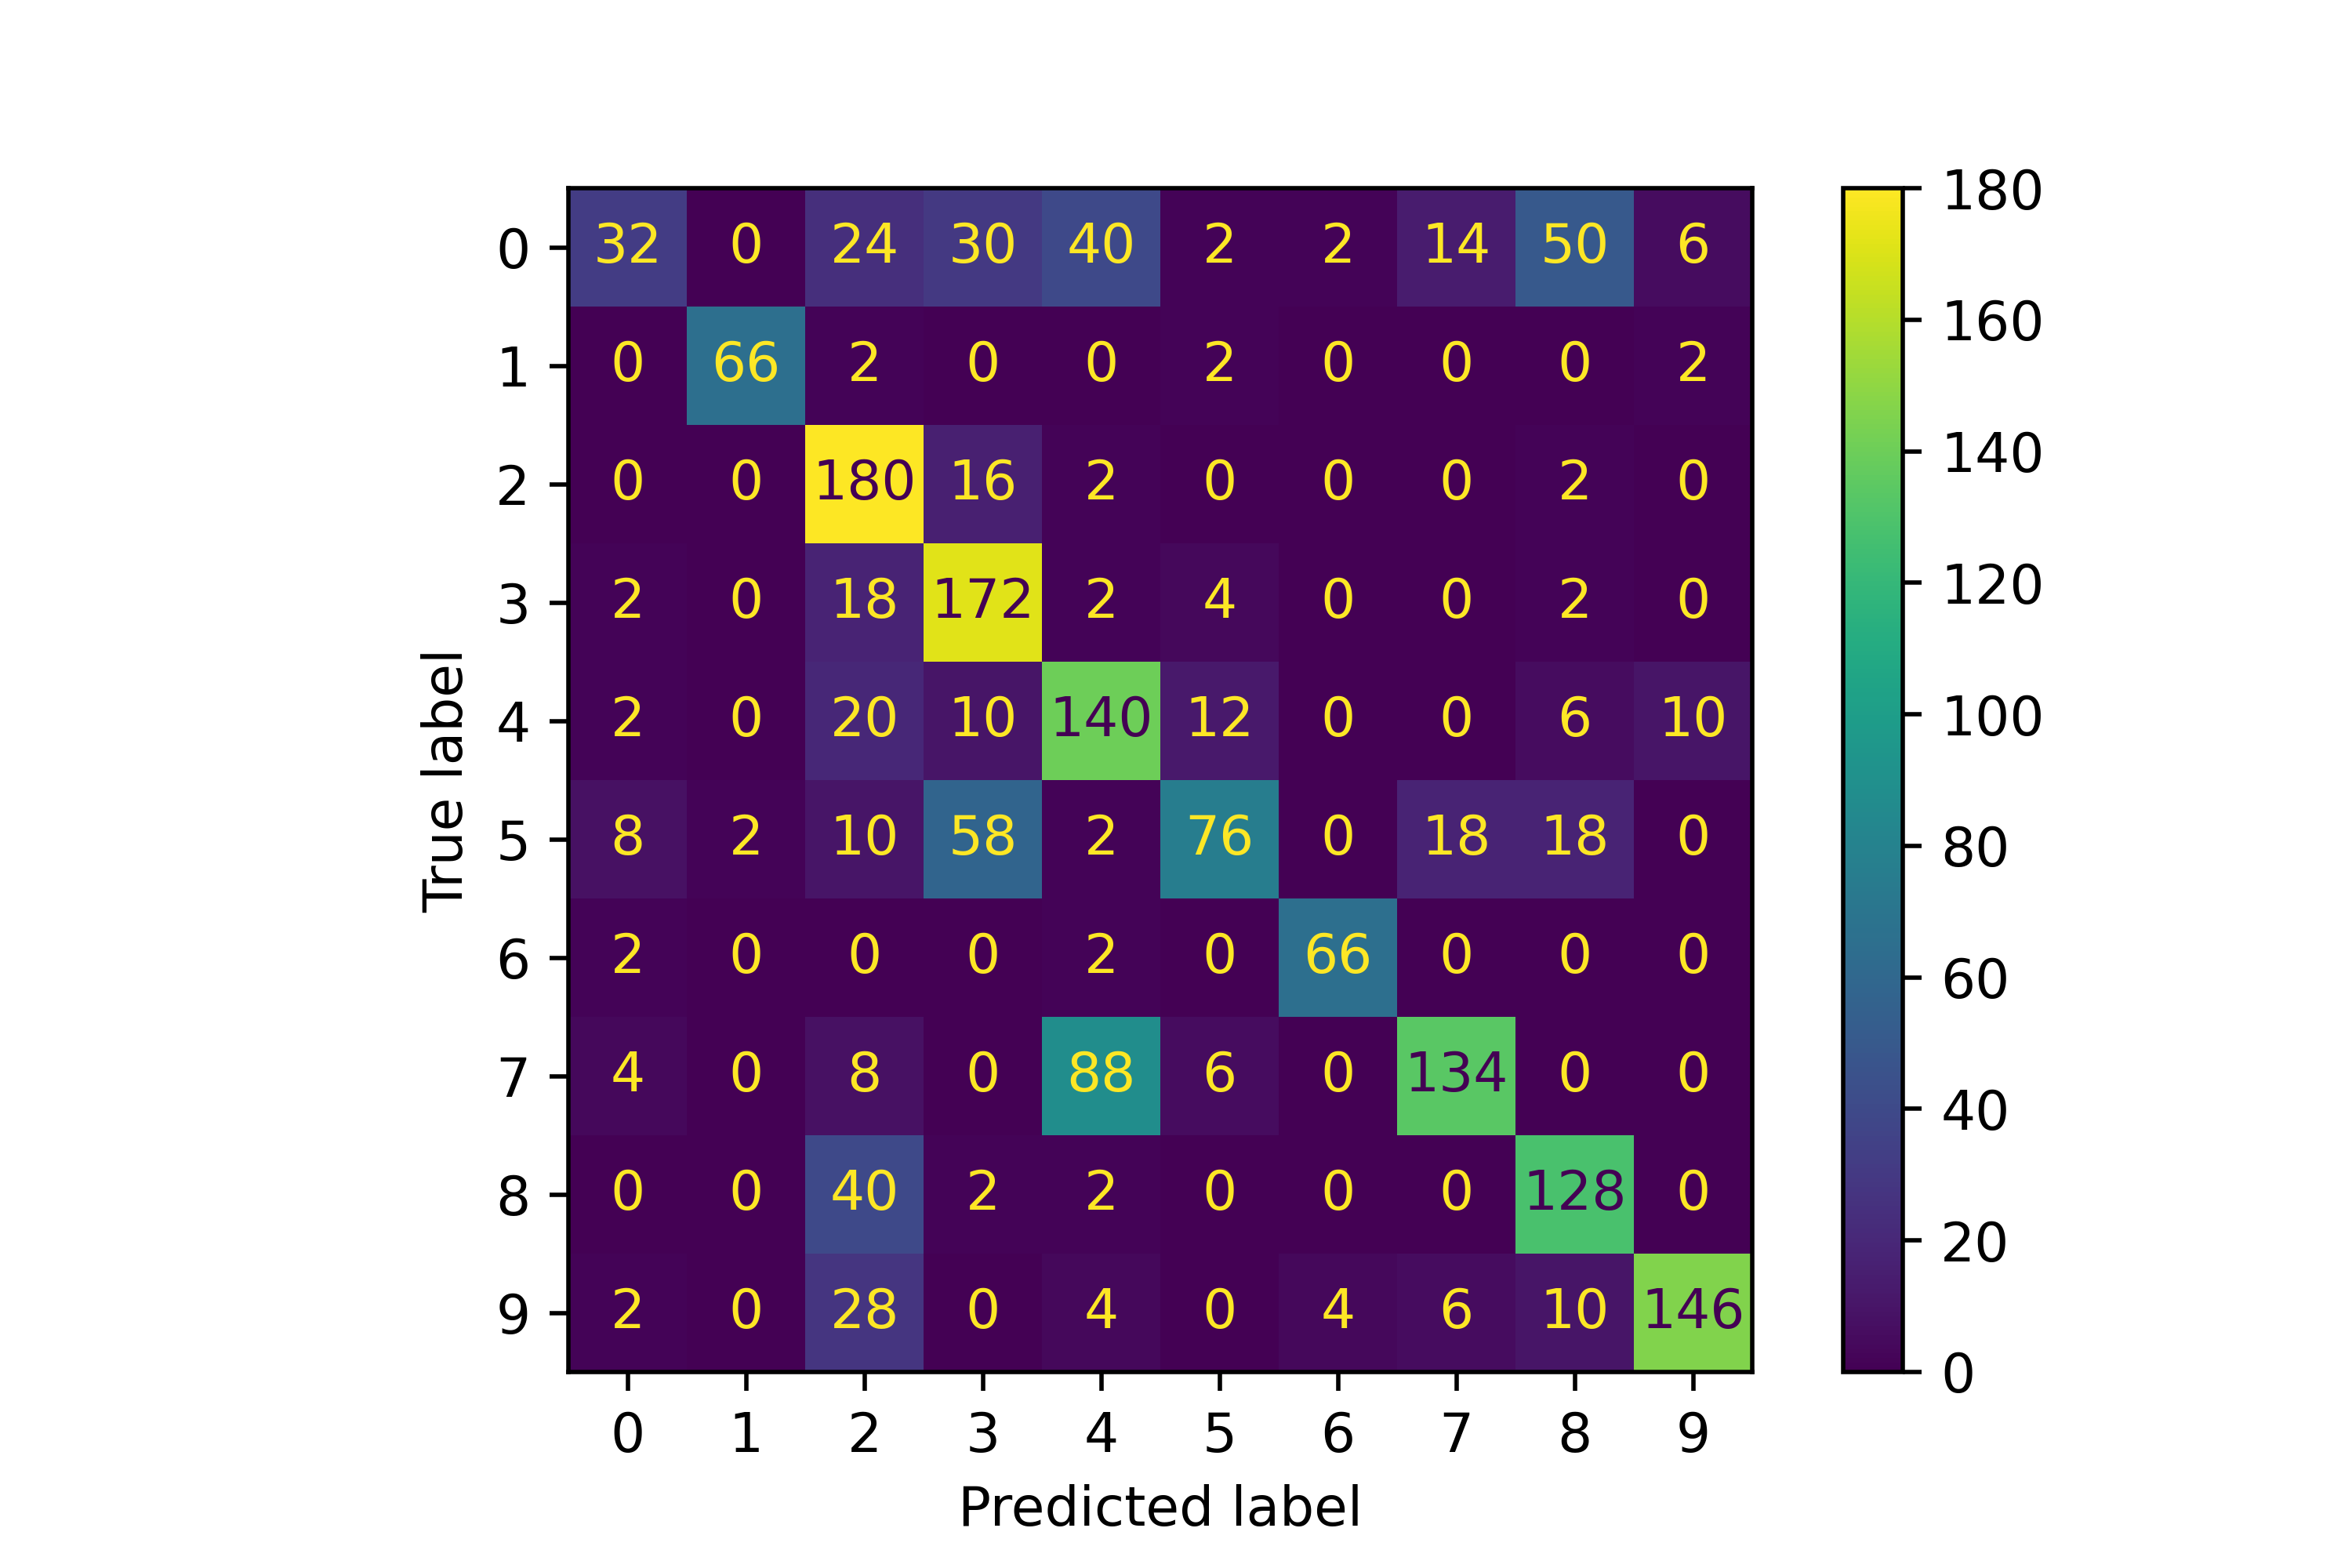 0 32 0 24 30 40 2 2 14 50 6
1 0 66 2 0 0 2 0 0 0 2
2 0 0 180 16 2 0 0 0 2 0
3 2 0 18 172 2 4 0 0 2 0
4 2 0 20 10 140 12 0 0 6 10
5 8 2 10 58 2 76 0 18 18 0
6 2 0 0 0 2 0 66 0 0 0
7 4 0 8 0 88 6 0 134 0 0
8 0 0 40 2 2 0 0 0 128 0
9 2 0 28 0 4 0 4 6 10 146
0 1 2 3 4 5 6 7 8 9
Predicted label
True label
180
160
140
120
100
80
60
40
20
0